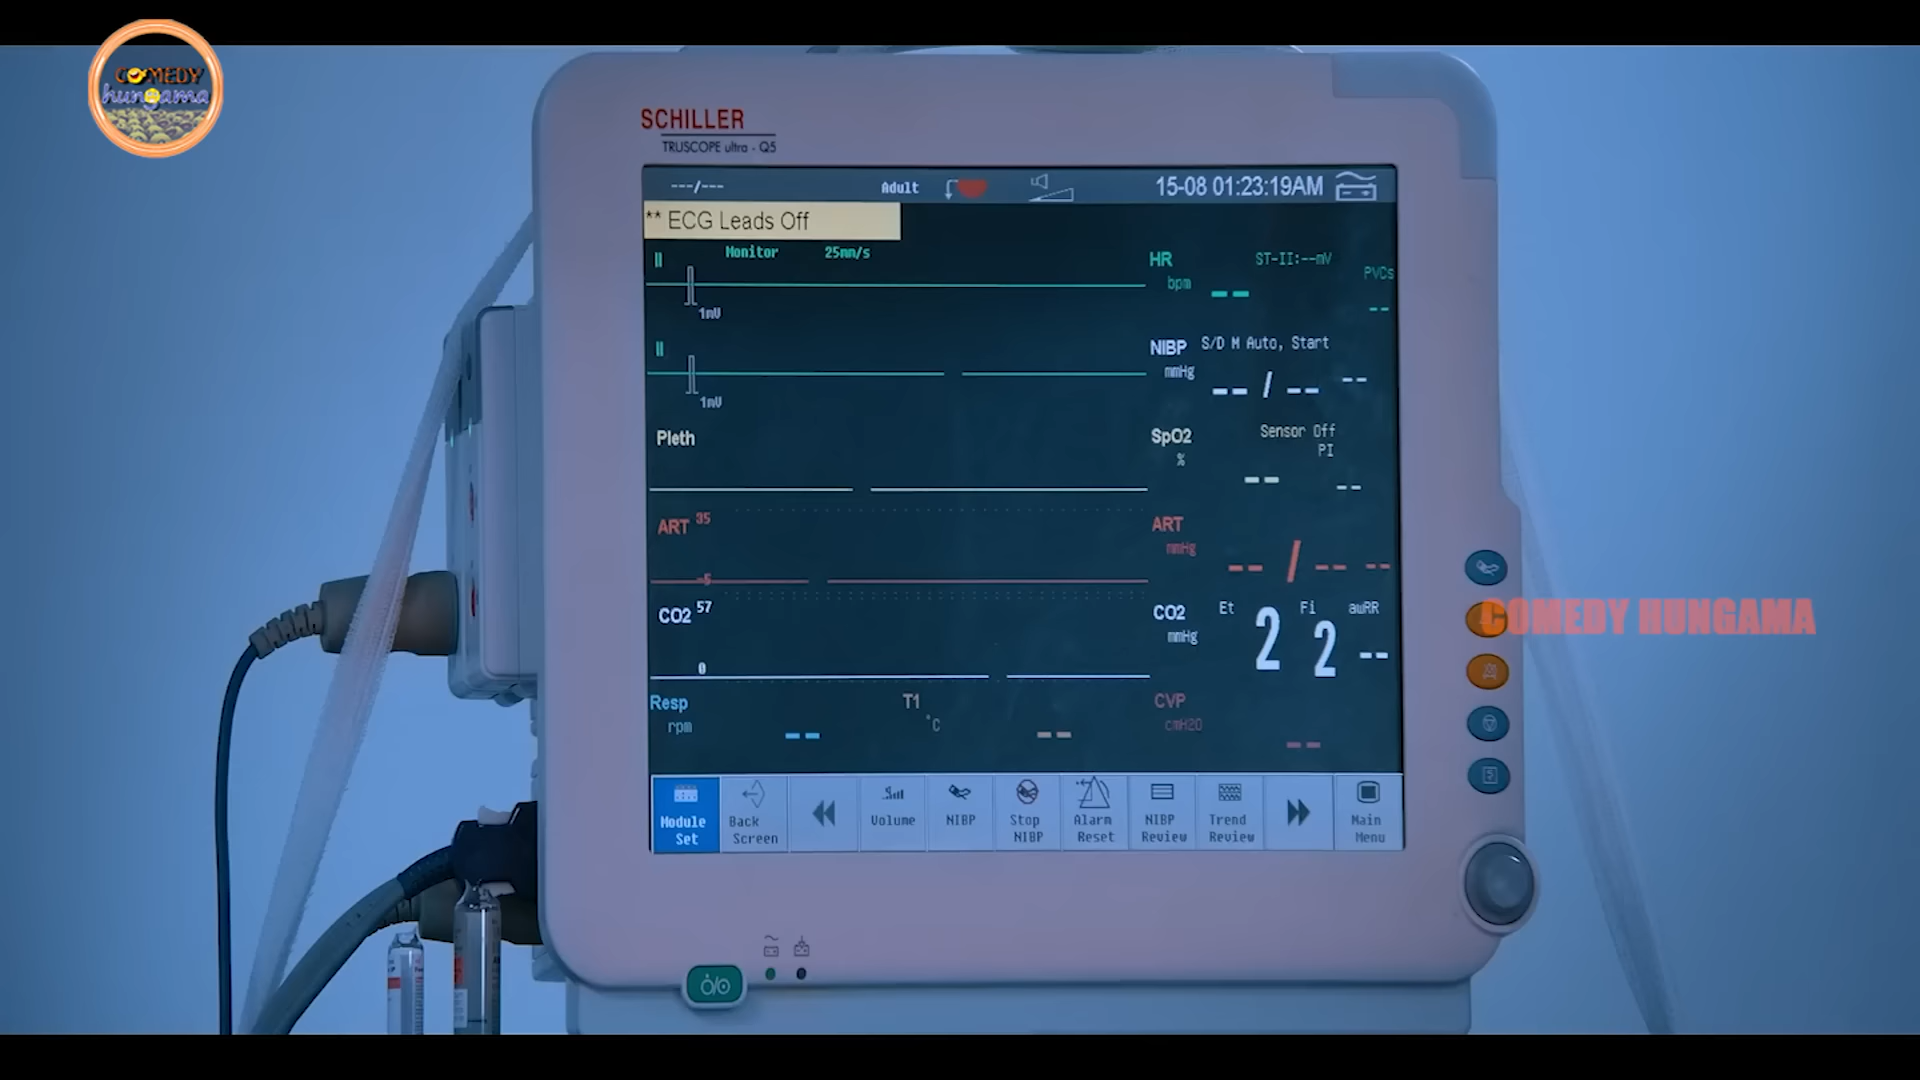 COMEDY
hungama
SCHILLER
TRUSCOPE ultra - Q5
---/---
Adult
15-08 01:23:19AM
** ECG Leads Off
II
Monitor
25mm/s
1mV
HR
bpm
ST-II:--mV
PVCs
--
--
II
1mV
NIBP
mmHg
S/D M Auto, Start
-- / -- --
Pleth
SpO2
%
Sensor Off
PI
-- --
ART 35
-5
ART
mmHg
-- / -- --
CO2 57
0
CO2
mmHg
Et
2
Fi
2
awRR
--
COMEDY HUNGAMA
Resp
rpm
--
T1
°C
--
CVP
cmH2O
--
Module Set
Back Screen
Volume
NIBP
Stop NIBP
Alarm Reset
NIBP Review
Trend Review
Main Menu